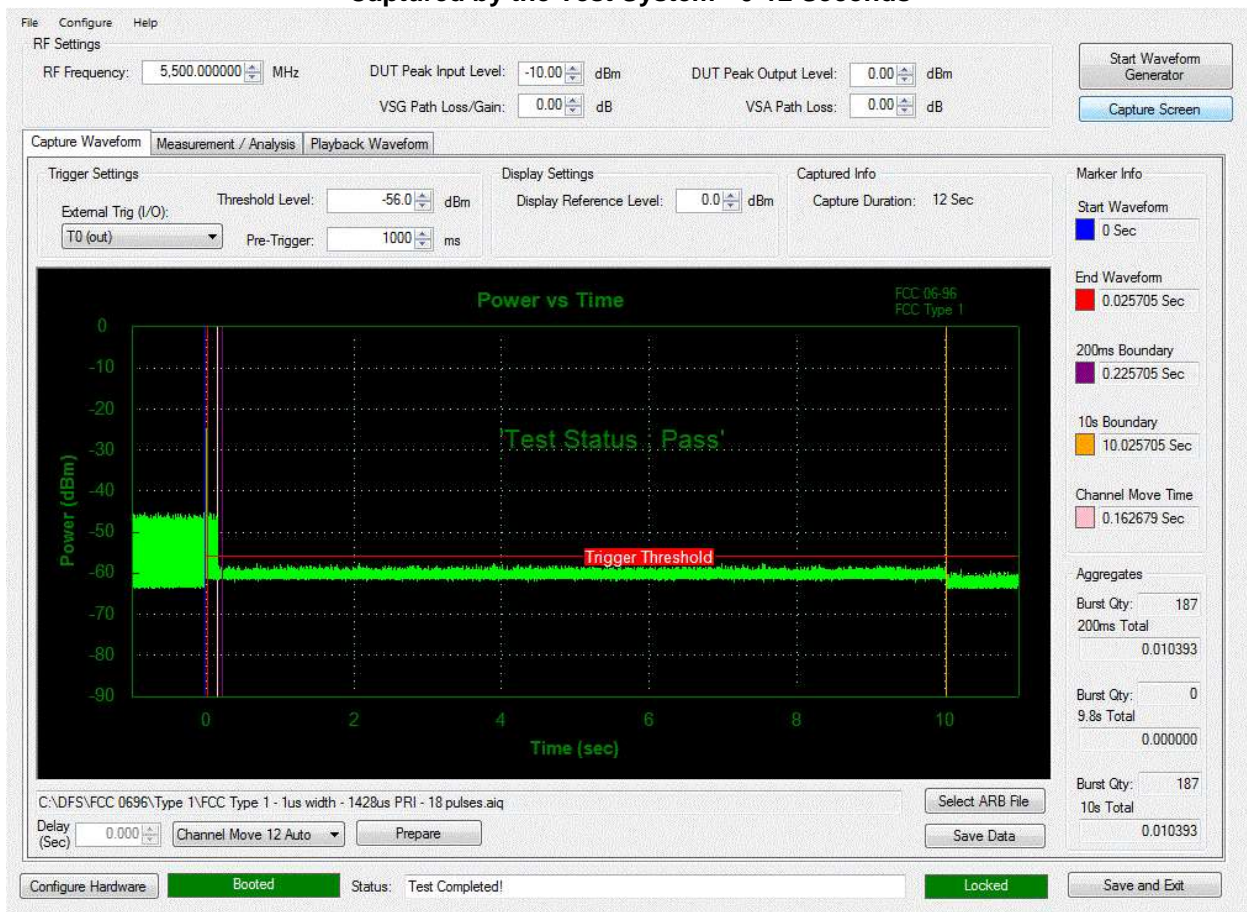 File Configure Help
RF Settings
RF Frequency: 5,500.000000 MHz DUT Peak Input Level: -10.00 dBm DUT Peak Output Level: 0.00 dBm
VSG Path Loss/Gain: 0.00 dB VSA Path Loss: 0.00 dB
Start Waveform
Generator
Capture Screen
Capture Waveform Measurement / Analysis Playback Waveform
Trigger Settings
External Trig (I/O):
T0 (out)
Threshold Level: -56.0 dBm
Pre-Trigger: 1000 ms
Display Settings
Display Reference Level: 0.0 dBm
Captured Info
Capture Duration: 12 Sec
Power vs Time
FCC 06-96
FCC Type 1
'Test Status : Pass'
Trigger Threshold
Power (dBm)
0
-10
-20
-30
-40
-50
-60
-70
-80
-90
0 2 4 6 8 10
Time (sec)
Marker Info
Start Waveform
0 Sec
End Waveform
0.025705 Sec
200ms Boundary
0.225705 Sec
10s Boundary
10.025705 Sec
Channel Move Time
0.162679 Sec
Aggregates
Burst Qty: 187
200ms Total
0.010393
Burst Qty: 0
9.8s Total
0.000000
Burst Qty: 187
10s Total
0.010393
C:\DFS\FCC 0696\Type 1\FCC Type 1 - 1us width - 1428us PRI - 18 pulses.aiq
Select ARB File
Delay
(Sec) 0.000 Channel Move 12 Auto Prepare
Save Data
Configure Hardware Booted Status: Test Completed! Locked Save and Exit